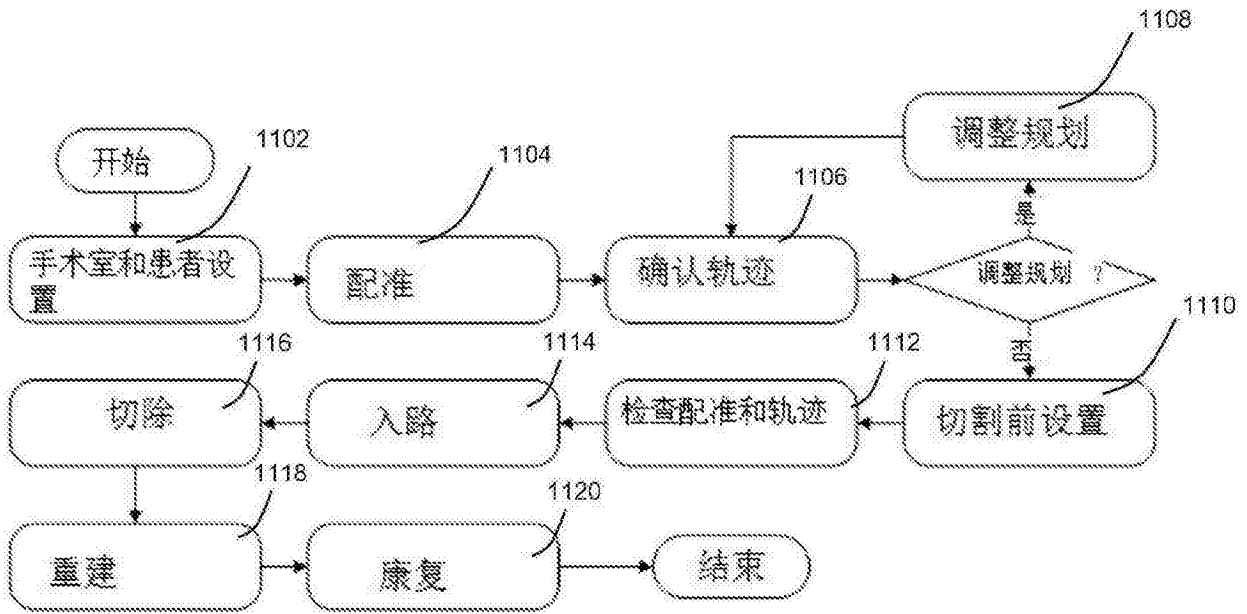 1108
调整规划
1102
开始
1104
1106
是
手术室和患者设
置
配准
确认轨迹
调整规划 ?
1110
否
1116
1114
1112
切除
入路
检查配准和轨迹
切割前设置
1118
1120
重建
康复
结束